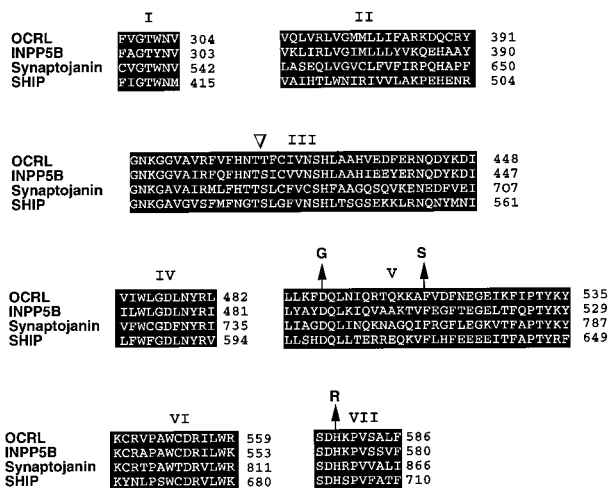 I II
OCRL FVGTWNV 304 VQLVRLVGMMLLIFARKDQCRY 391
INPP5B FAGTYNV 303 VKLIRLVGIMLLLYVKQEHAAY 390
Synaptojanin CVGTWNV 542 LASEQLVGVCLFVFIRPQHAPF 650
SHIP FIGTWNM 415 VAIHTLWNIRIVVLAKPEHENR 504
III
OCRL GNKGGVAVRFVFHNTTFCIVNSHLAAHVEDFERNQDYKDI 448
INPP5B GNKGGVAIRFQFHNTSICVVNSHLAAHIEEYERNQDYKDI 447
Synaptojanin GNKGAVAIRMLFHTTSLCFVCSHFAAGQSQVKENEDFVEI 707
SHIP GNKGAVGVSFMFNGTSLGFVNSHLTSGSEKKLRNQNYMNI 561
G S
IV V
OCRL VIWLGDLNYRL 482 LLKFDQLNIQRTQKKAFVDFNEGEIKFIPTYKY 535
INPP5B ILWLGDLNYRI 481 LYAYDQLKIQVAAKTVFEGFTEGELTFQPTYKY 529
Synaptojanin VFWCGDFNYRI 735 LIAGDQLINQKNAGQIFRGFLEGKVTFAPTYKY 787
SHIP LFWFGDLNYRV 594 LLSHDQLLTERREQKVFLHFEEEEITFAPTYRF 649
R
VI VII
OCRL KCRVPAWCDRILWR 559 SDHKPVSALF 586
INPP5B KCRAPAWCDRILWR 553 SDHKPVSSVF 580
Synaptojanin KCRTPAWTDRVLWR 811 SDHRPVVALI 866
SHIP KYNLPSWCDRVLWK 680 SDHSPVFATF 710